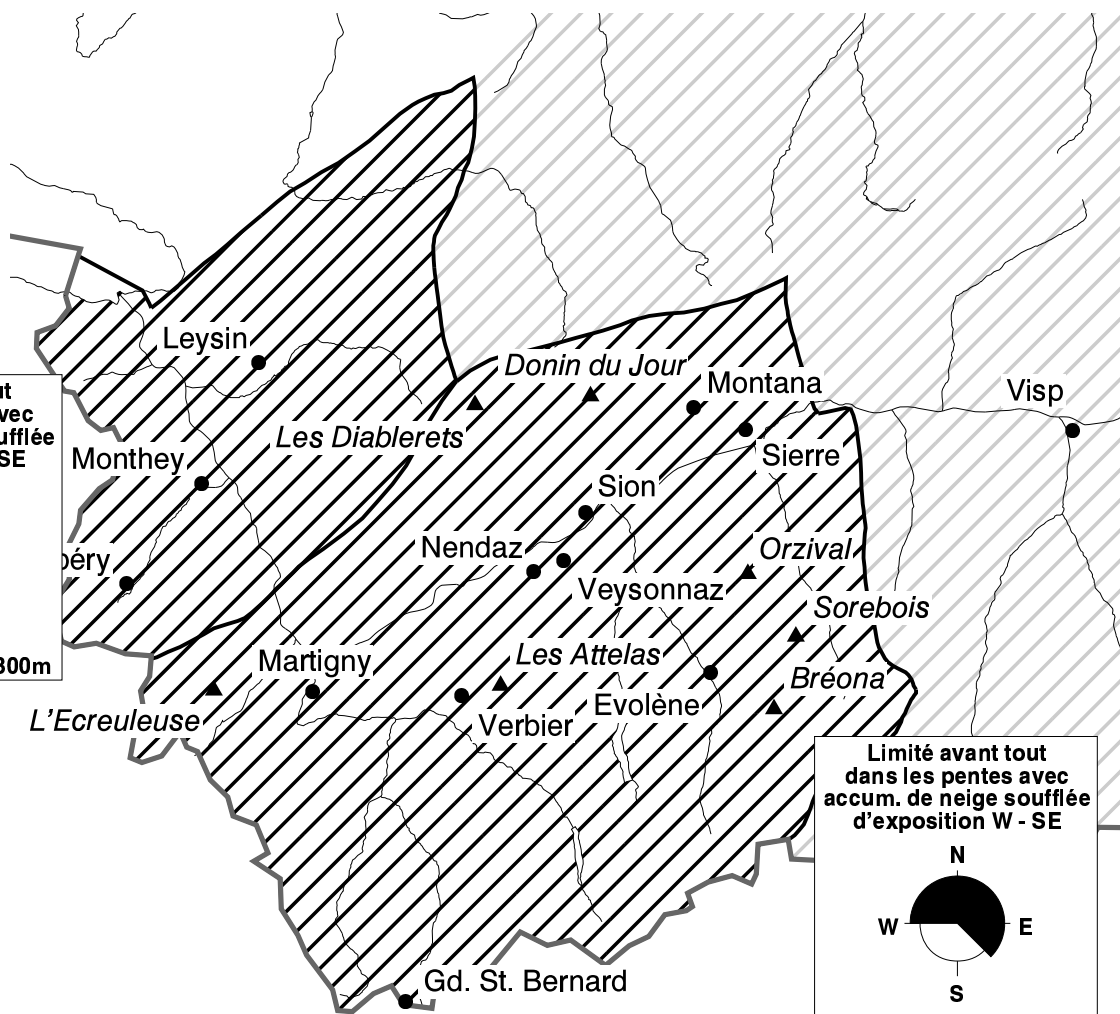 Leysin
Donin du Jour
Montana
Visp
Les Diablerets
vec
ufflée
SE
Monthey
Sierre
Sion
Nendaz
Orzival
péry
Veysonnaz
Sorebois
Les Attelas
Martigny
300m
Bréona
L'Ecreuleuse
Evolène
Verbier
Limité avant tout
dans les pentes avec
accum. de neige soufflée
d'exposition W - SE
N
W
E
S
Gd. St. Bernard